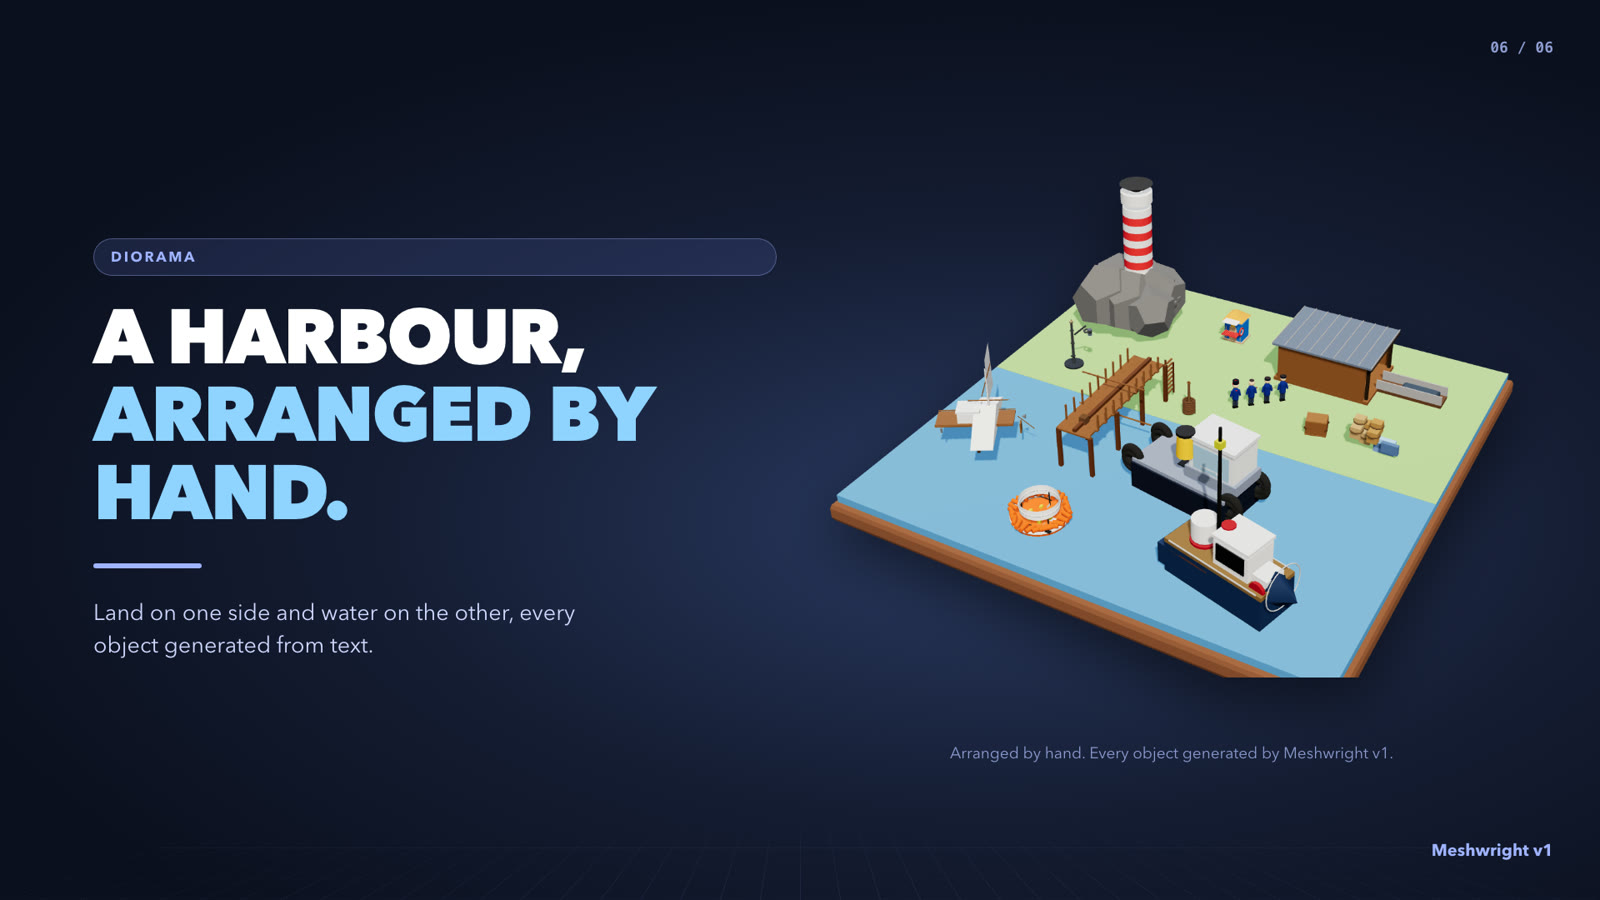 06 / 06
DIORAMA
A HARBOUR,
ARRANGED BY
HAND.
Land on one side and water on the other, every
object generated from text.
Arranged by hand. Every object generated by Meshwright v1.
Meshwright v1